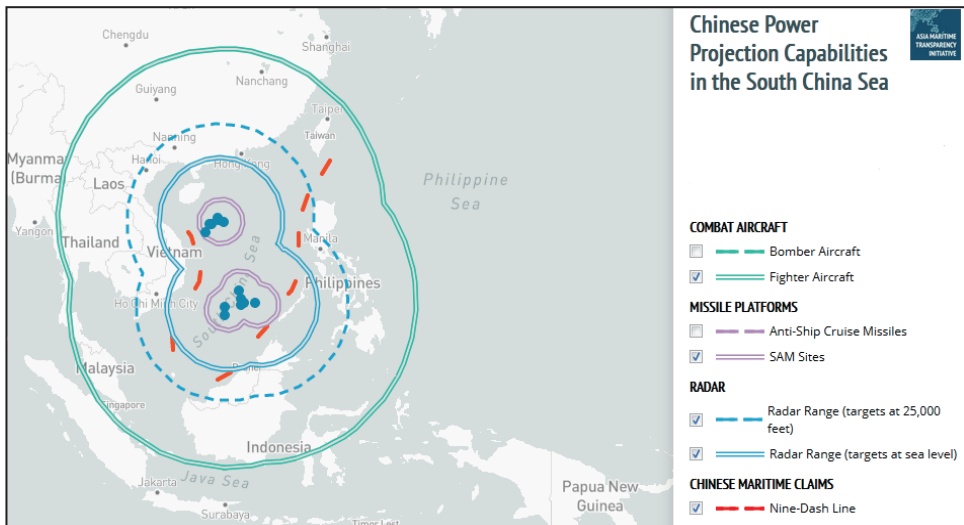 Chengdu
Shanghai
Nanchang
Guiyang
Taipei
Taiwan
Nanning
Hanoi
Hong Kong
Myanmar
(Burma)
Laos
Philippine
Sea
Yangon
Thailand
Vietnam
Manila
Philippines
South China Sea
Ho Chi Minh City
Malaysia
Singapore
Indonesia
Java Sea
Jakarta
Surabaya
Papua New
Guinea
Chinese Power
Projection Capabilities
in the South China Sea
ASIA MARITIME
TRANSPARENCY
INITIATIVE
COMBAT AIRCRAFT
Bomber Aircraft
Fighter Aircraft
MISSILE PLATFORMS
Anti-Ship Cruise Missiles
SAM Sites
RADAR
Radar Range (targets at 25,000
feet)
Radar Range (targets at sea level)
CHINESE MARITIME CLAIMS
Nine-Dash Line